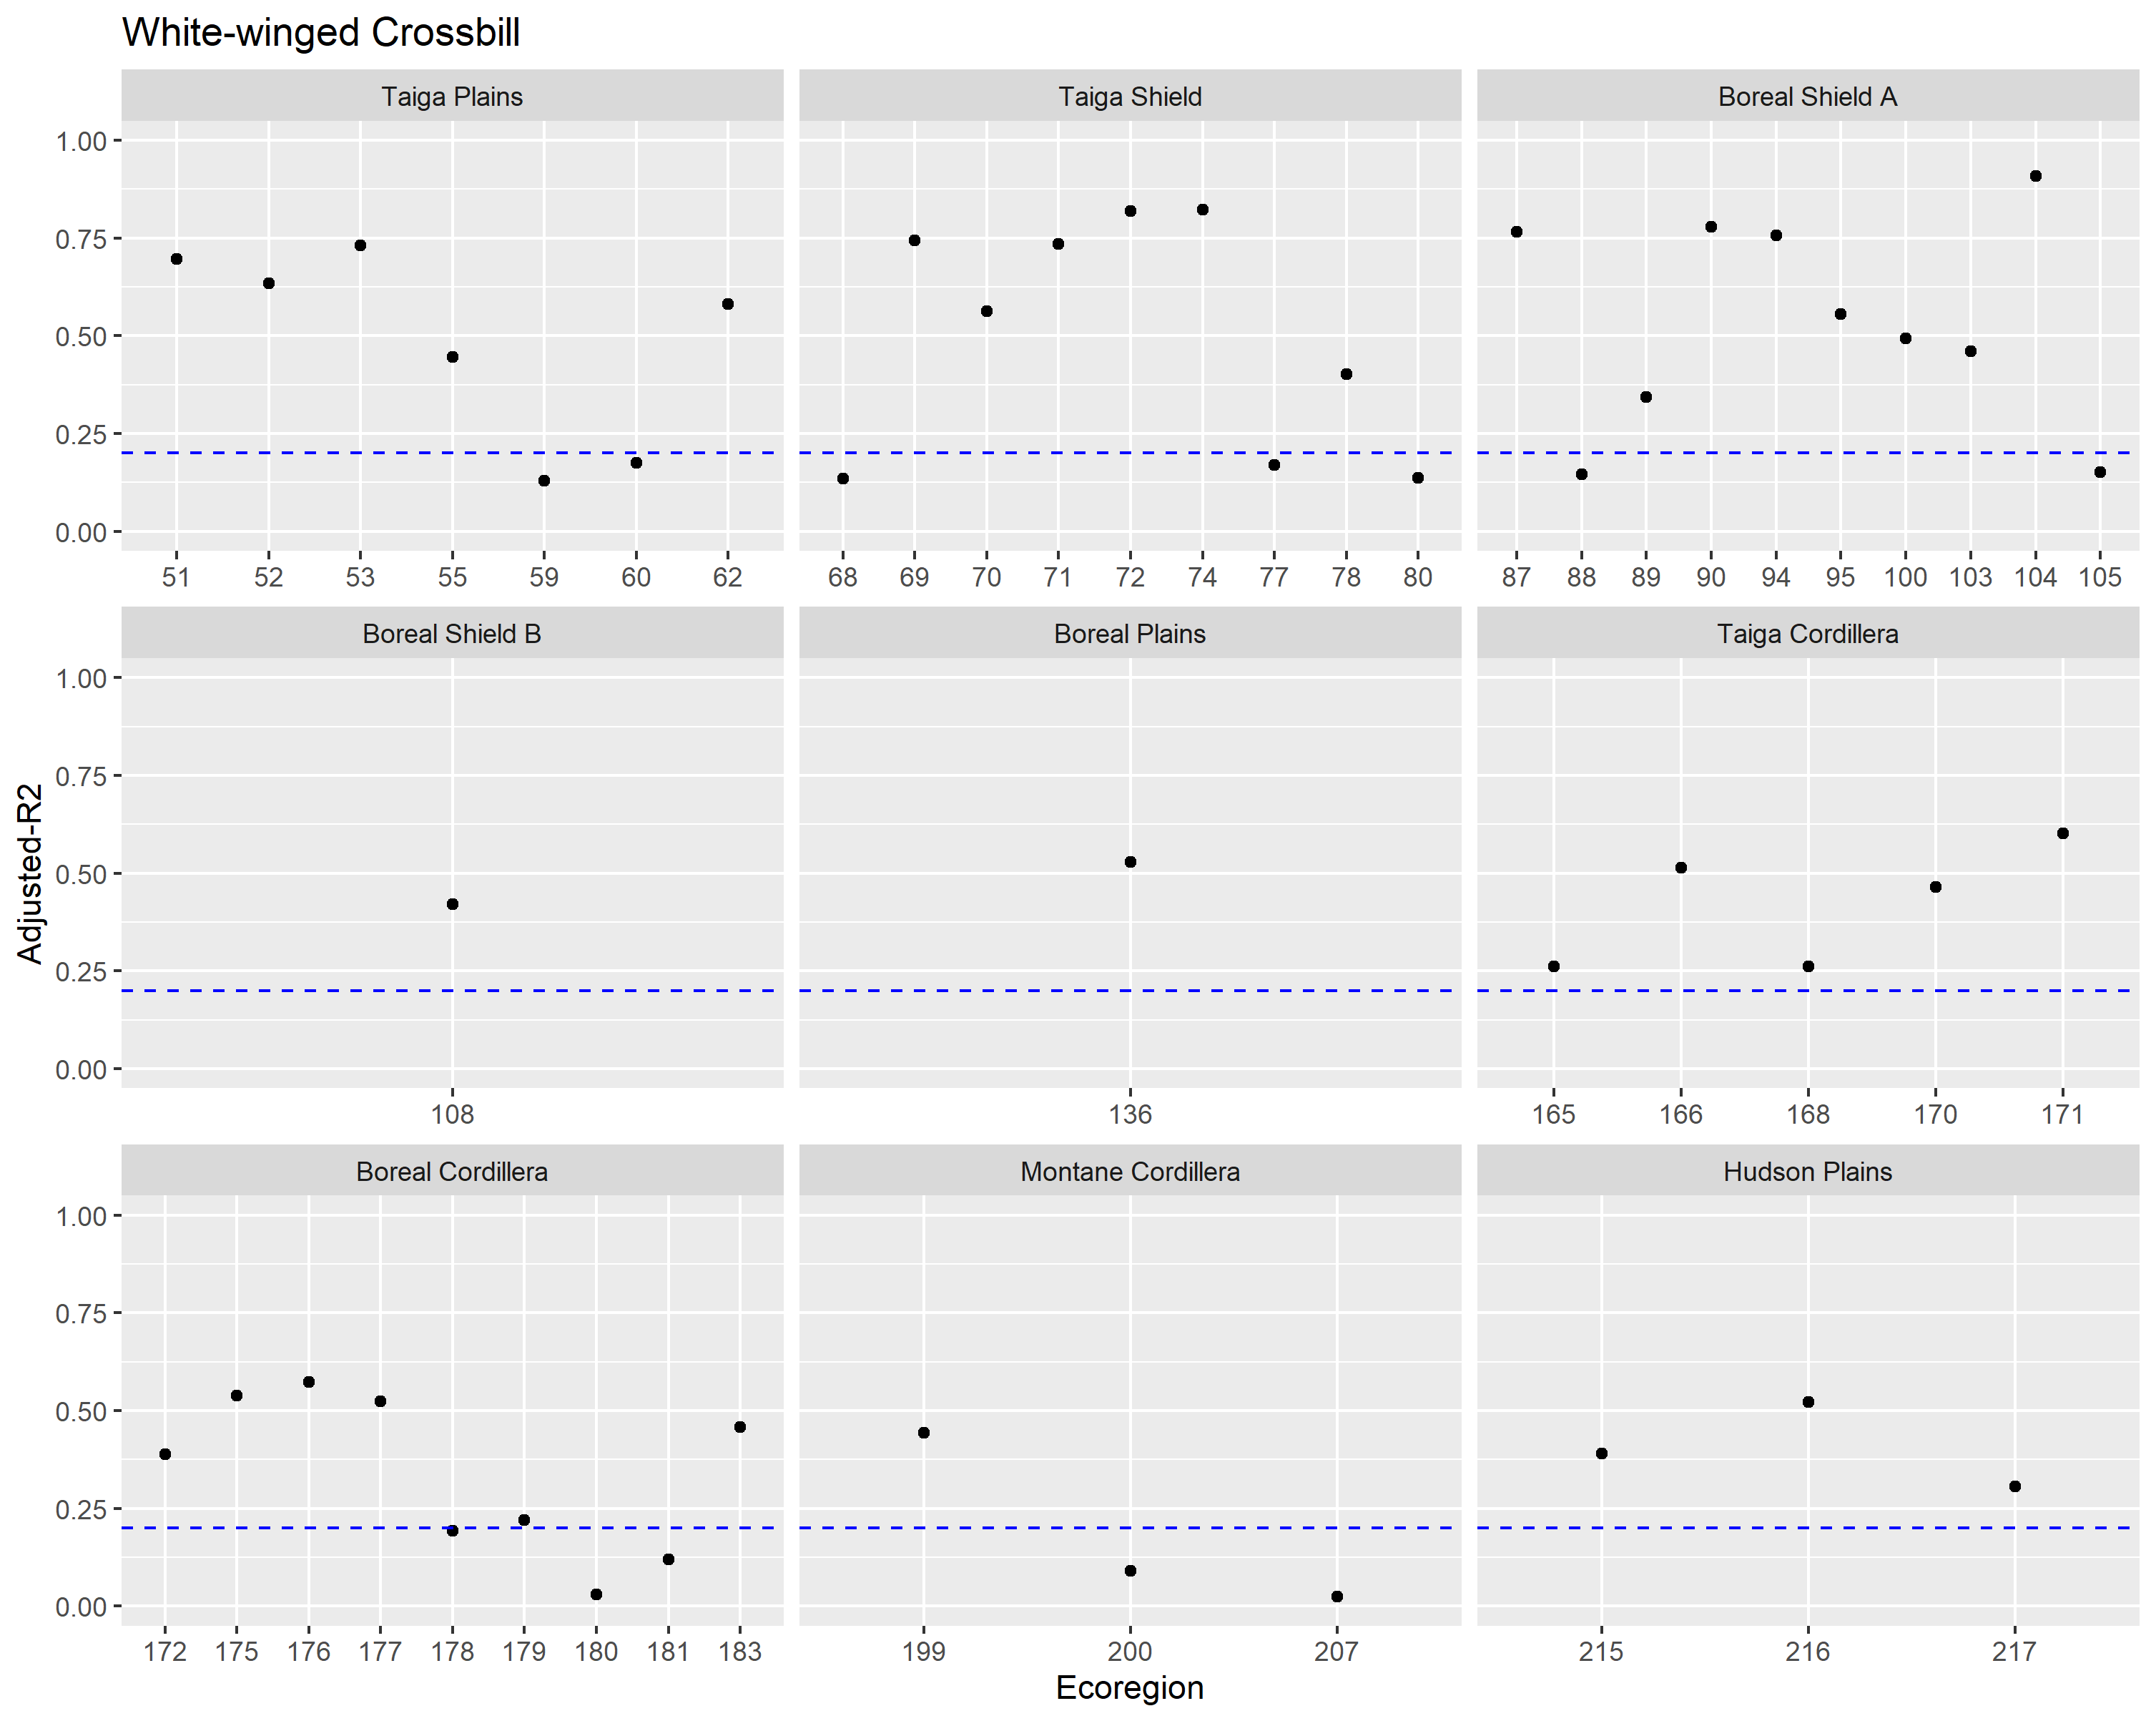 White-winged Crossbill
Taiga Plains Taiga Shield Boreal Shield A
1.00
0.75
0.50
0.25
0.00
51 52 53 55 59 60 62 68 69 70 71 72 74 77 78 80 87 88 89 90 94 95 100 103 104 105
Boreal Shield B Boreal Plains Taiga Cordillera
1.00
0.75
0.50
0.25
0.00
Adjusted-R2
108 136 165 166 168 170 171
Boreal Cordillera Montane Cordillera Hudson Plains
1.00
0.75
0.50
0.25
0.00
172 175 176 177 178 179 180 181 183 199 200 207 215 216 217
Ecoregion